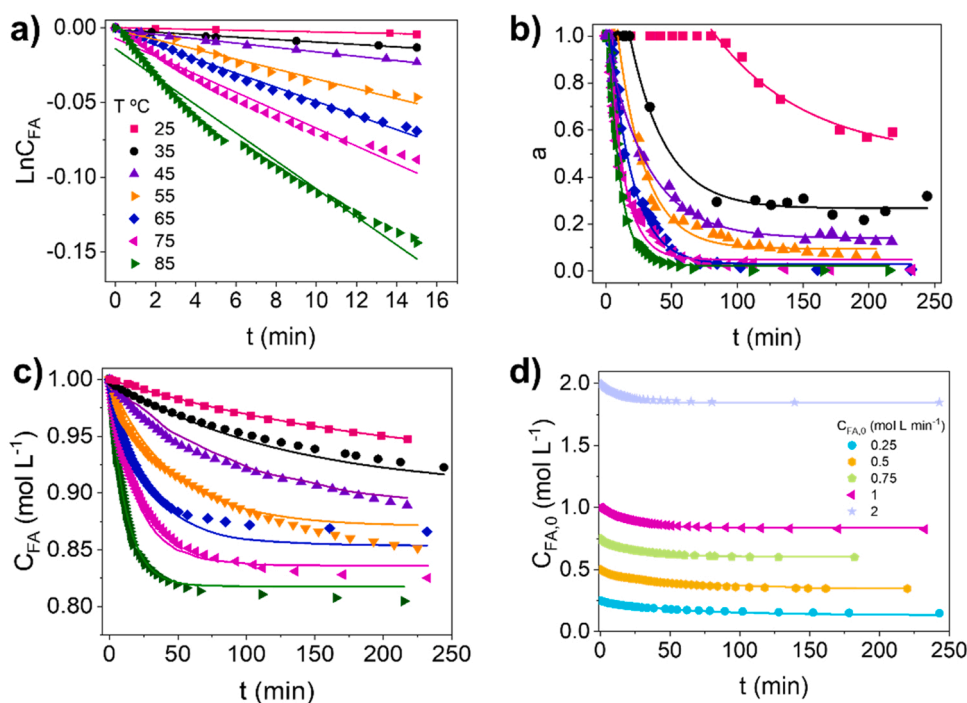 a)
LnC_FA
0.00
-0.05
-0.10
-0.15
T ºC
25
35
45
55
65
75
85
0 2 4 6 8 10 12 14 16
t (min)
b)
a
1.0
0.8
0.6
0.4
0.2
0.0
0 50 100 150 200 250
t (min)
c)
C_FA (mol L⁻¹)
1.00
0.95
0.90
0.85
0.80
0 50 100 150 200 250
t (min)
d)
C_FA,0 (mol L⁻¹)
2.0
1.5
1.0
0.5
0.0
C_FA,0 (mol L min⁻¹)
0.25
0.5
0.75
1
2
0 50 100 150 200 250
t (min)